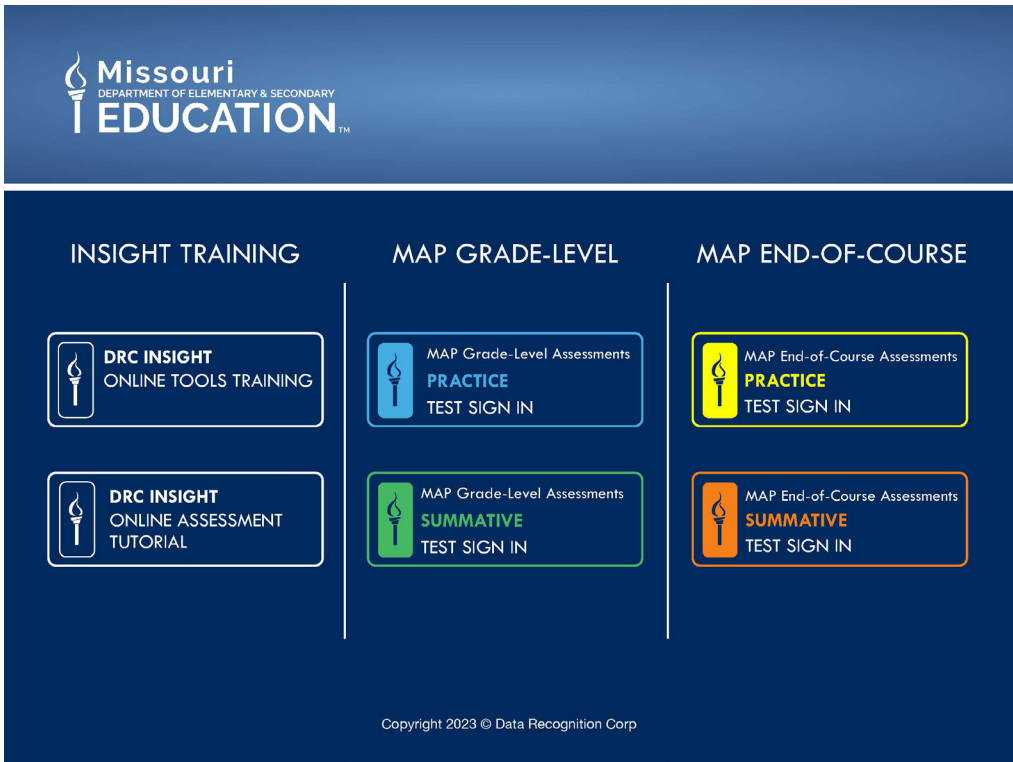 Missouri
DEPARTMENT OF ELEMENTARY & SECONDARY
EDUCATION™
INSIGHT TRAINING
DRC INSIGHT
ONLINE TOOLS TRAINING
DRC INSIGHT
ONLINE ASSESSMENT
TUTORIAL
MAP GRADE-LEVEL
MAP Grade-Level Assessments
PRACTICE
TEST SIGN IN
MAP Grade-Level Assessments
SUMMATIVE
TEST SIGN IN
MAP END-OF-COURSE
MAP End-of-Course Assessments
PRACTICE
TEST SIGN IN
MAP End-of-Course Assessments
SUMMATIVE
TEST SIGN IN
Copyright 2023 © Data Recognition Corp